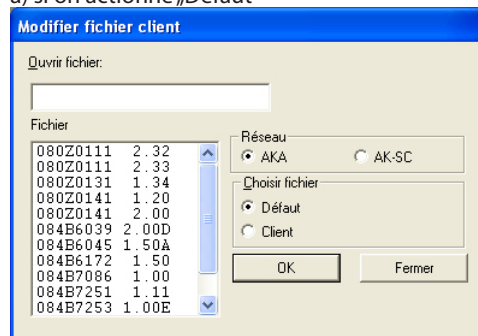 a) si on actionne „Défaut”
Modifier fichier client
Ouvrir fichier:
Fichier
080Z0111 2.32
080Z0111 2.33
080Z0131 1.34
080Z0141 1.20
080Z0141 2.00
084B6039 2.00D
084B6045 1.50A
084B6172 1.50
084B7086 1.00
084B7251 1.11
084B7253 1.00E
Réseau
AKA
AK-SC
Choisir fichier
Défaut
Client
OK
Fermer